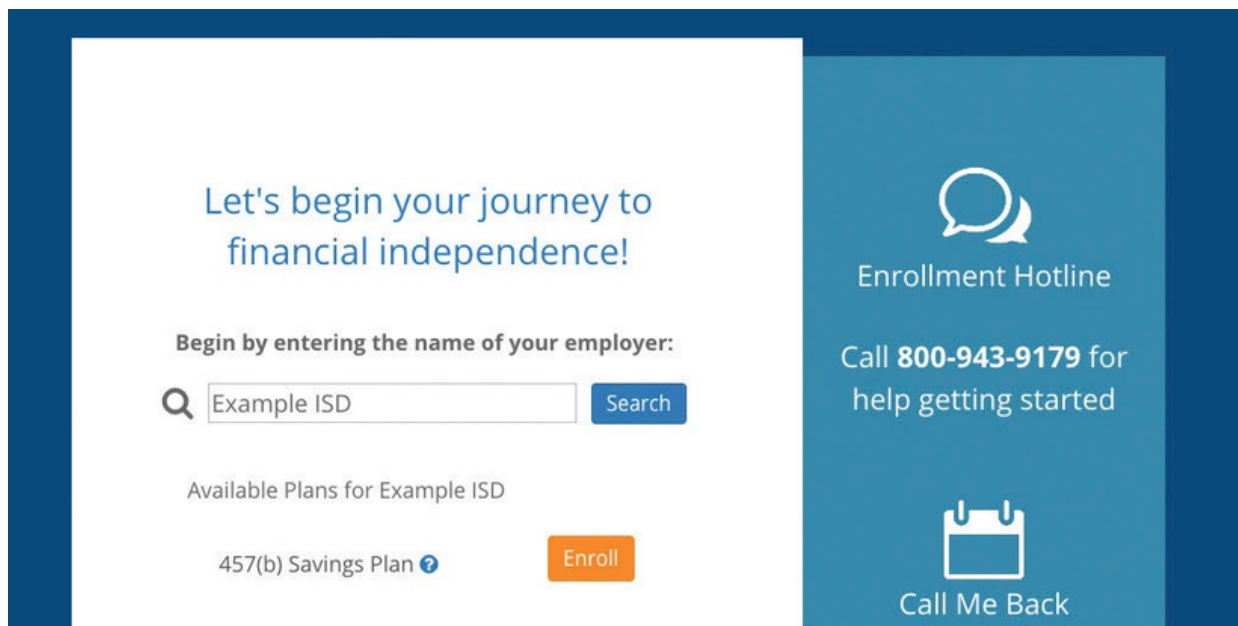 Let's begin your journey to
financial independence!
Begin by entering the name of your employer:
Example ISD
Search
Available Plans for Example ISD
457(b) Savings Plan ?
Enroll
Enrollment Hotline
Call 800-943-9179 for
help getting started
Call Me Back